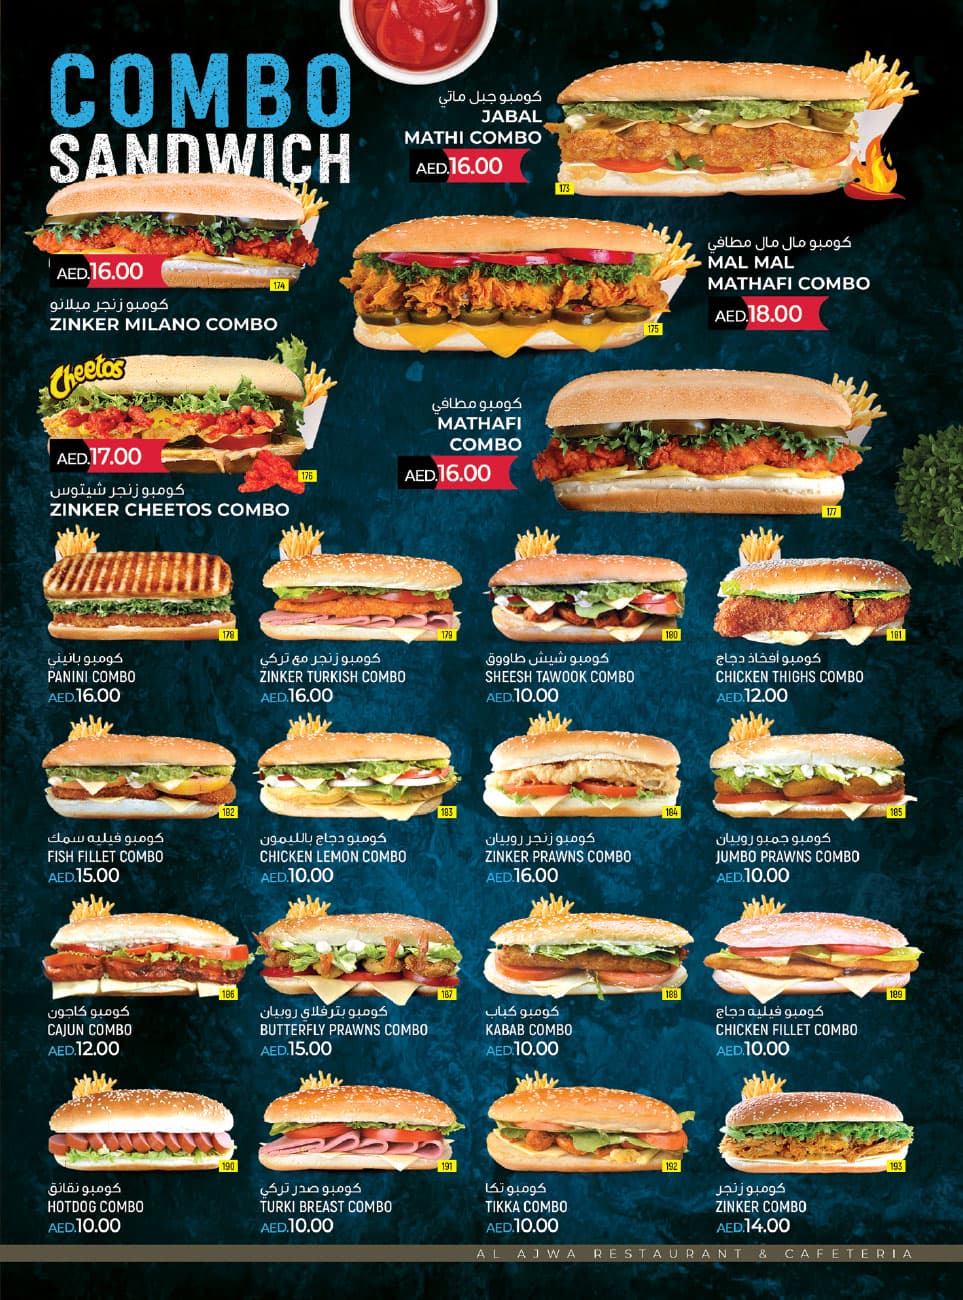 COMBO
SANDWICH
كومبو جبل ماثي
JABAL
MATHI COMBO
AED.16.00
173
AED.16.00
174
كومبو زنجر ميلانو
ZINKER MILANO COMBO
كومبو مال مال مطافي
MAL MAL
MATHAFI COMBO
AED.18.00
175
Cheetos
AED.17.00
176
كومبو زنجر شيتوس
ZINKER CHEETOS COMBO
كومبو مطافي
MATHAFI
COMBO
AED.16.00
177
178
كومبو بانيني
PANINI COMBO
AED.16.00
179
كومبو زنجر مع تركي
ZINKER TURKISH COMBO
AED.16.00
180
كومبو شيش طاووق
SHEESH TAWOOK COMBO
AED.10.00
181
كومبو أفخاذ دجاج
CHICKEN THIGHS COMBO
AED.12.00
182
كومبو فيليه سمك
FISH FILLET COMBO
AED.15.00
183
كومبو دجاج بالليمون
CHICKEN LEMON COMBO
AED.10.00
184
كومبو زنجر روبيان
ZINKER PRAWNS COMBO
AED.16.00
185
كومبو جمبو روبيان
JUMBO PRAWNS COMBO
AED.10.00
186
كومبو كاجون
CAJUN COMBO
AED.12.00
187
كومبو بترفلاي روبيان
BUTTERFLY PRAWNS COMBO
AED.15.00
188
كومبو كباب
KABAB COMBO
AED.10.00
189
كومبو فيليه دجاج
CHICKEN FILLET COMBO
AED.10.00
190
كومبو نقانق
HOTDOG COMBO
AED.10.00
191
كومبو صدر تركي
TURKI BREAST COMBO
AED.10.00
192
كومبو تكا
TIKKA COMBO
AED.10.00
193
كومبو زنجر
ZINKER COMBO
AED.14.00
AL AJWA RESTAURANT & CAFETERIA